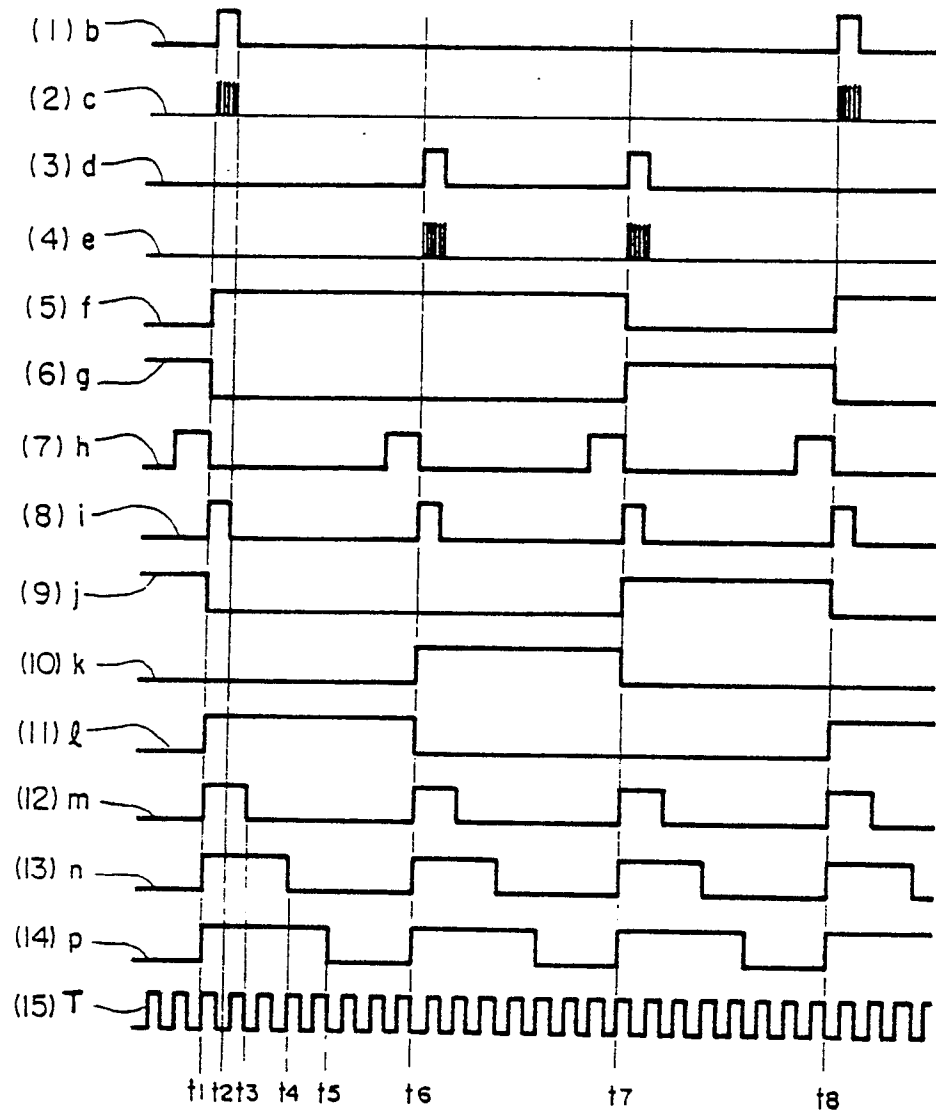 (1) b
(2) c
(3) d
(4) e
(5) f
(6) g
(7) h
(8) i
(9) j
(10) k
(11) ℓ
(12) m
(13) n
(14) p
(15) T
t1 t2 t3 t4 t5 t6 t7 t8